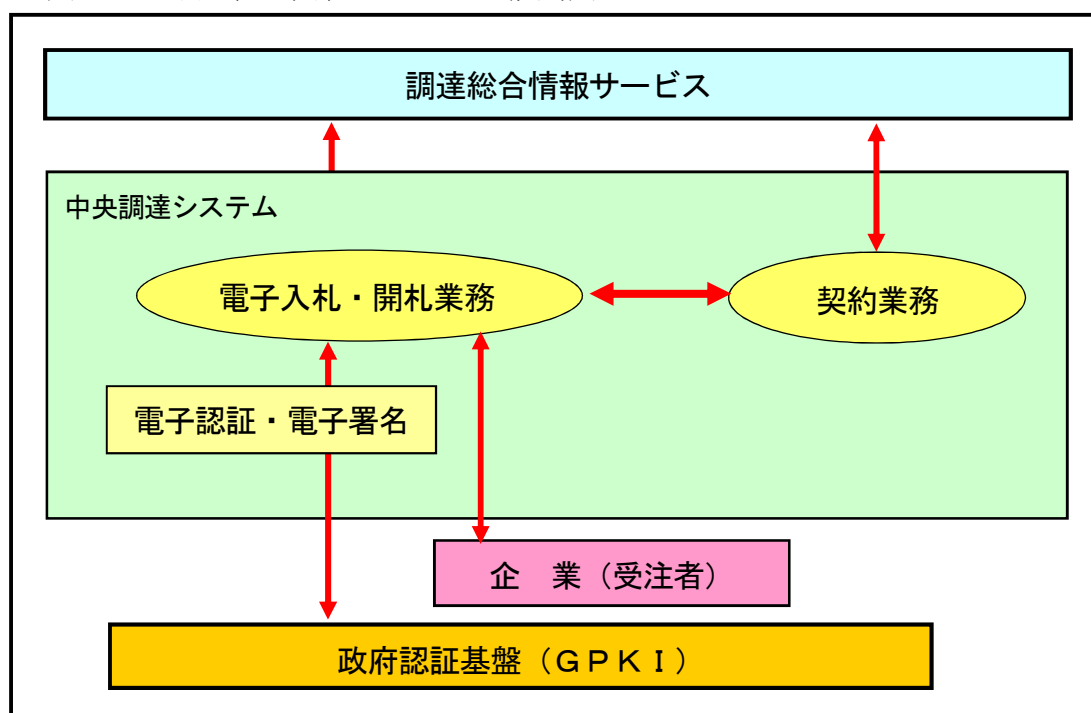 調達総合情報サービス
中央調達システム
電子入札・開札業務
契約業務
電子認証・電子署名
企　業（受注者）
政府認証基盤（ＧＰＫＩ）